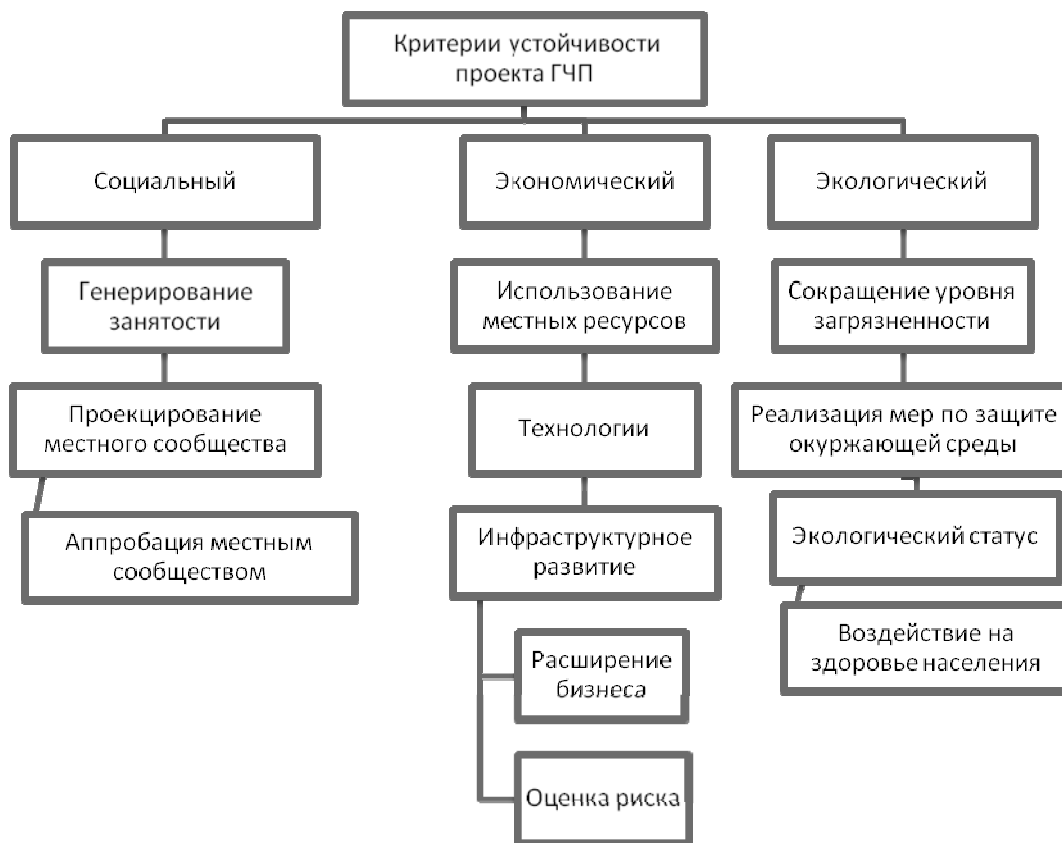 Критерии устойчивости
проекта ГЧП
Социальный
Экономический
Экологический
Генерирование
занятости
Использование
местных ресурсов
Сокращение уровня
загрязненности
Проекцирование
местного сообщества
Технологии
Реализация мер по защите
окуржающей среды
Аппробация местным
сообществом
Инфраструктурное
развитие
Экологический статус
Расширение
бизнеса
Воздействие на
здоровье населения
Оценка риска